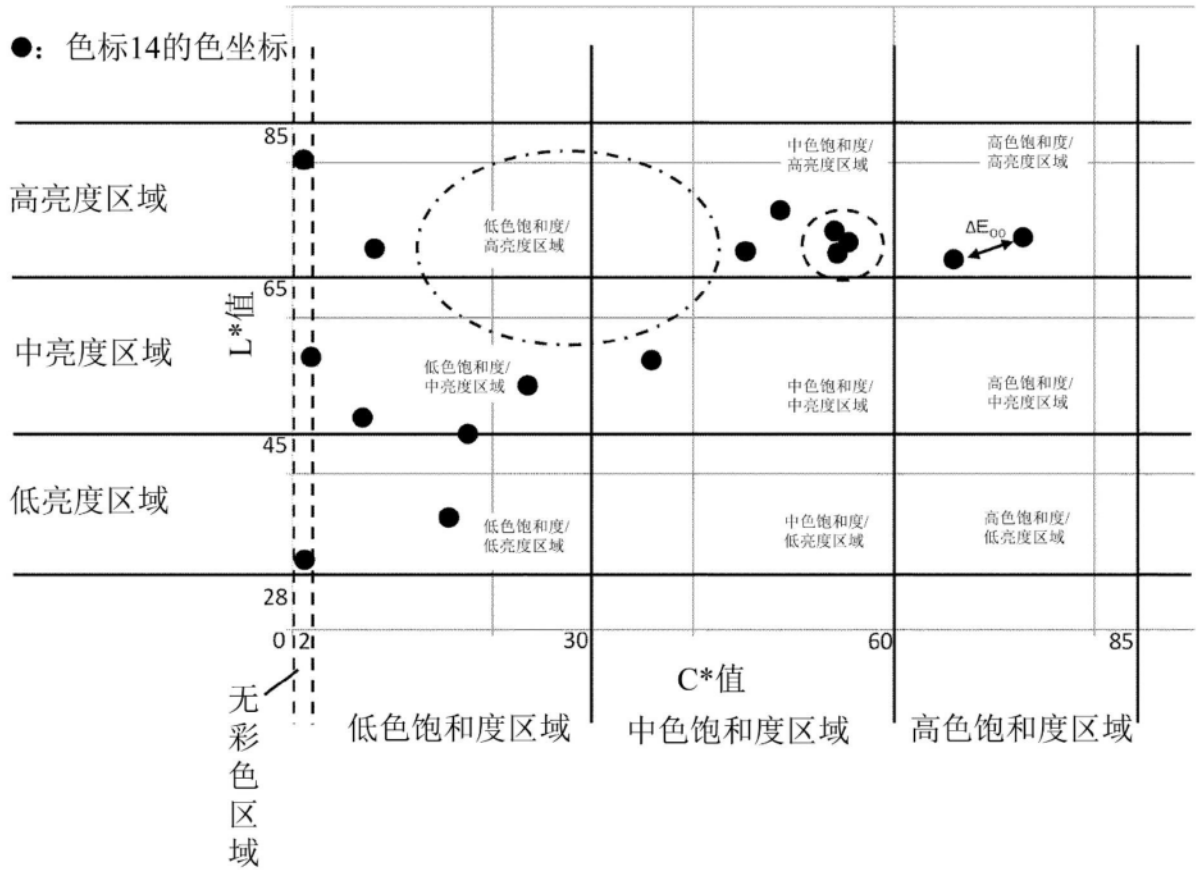 ●：色标14的色坐标
85
中色饱和度/
高亮度区域
高色饱和度/
高亮度区域
高亮度区域
低色饱和度/
高亮度区域
ΔE₀₀
65
L*值
中亮度区域
低色饱和度/
中亮度区域
中色饱和度/
中亮度区域
高色饱和度/
中亮度区域
45
低亮度区域
低色饱和度/
低亮度区域
中色饱和度/
低亮度区域
高色饱和度/
低亮度区域
28
0 2 30 60 85
C*值
无彩色区域
低色饱和度区域 中色饱和度区域 高色饱和度区域